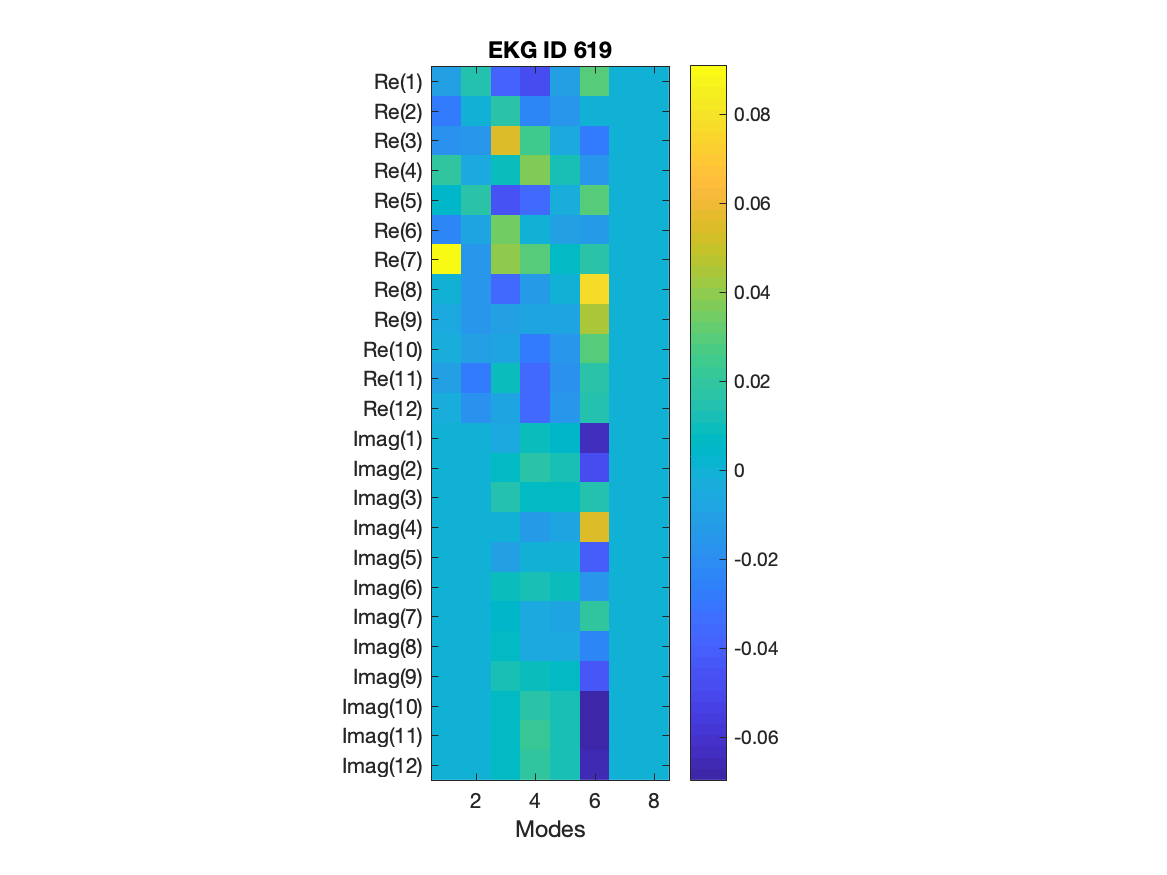 EKG ID 619
Re(1)
Re(2)
Re(3)
Re(4)
Re(5)
Re(6)
Re(7)
Re(8)
Re(9)
Re(10)
Re(11)
Re(12)
Imag(1)
Imag(2)
Imag(3)
Imag(4)
Imag(5)
Imag(6)
Imag(7)
Imag(8)
Imag(9)
Imag(10)
Imag(11)
Imag(12)
2 4 6 8
Modes
0.08
0.06
0.04
0.02
0
-0.02
-0.04
-0.06